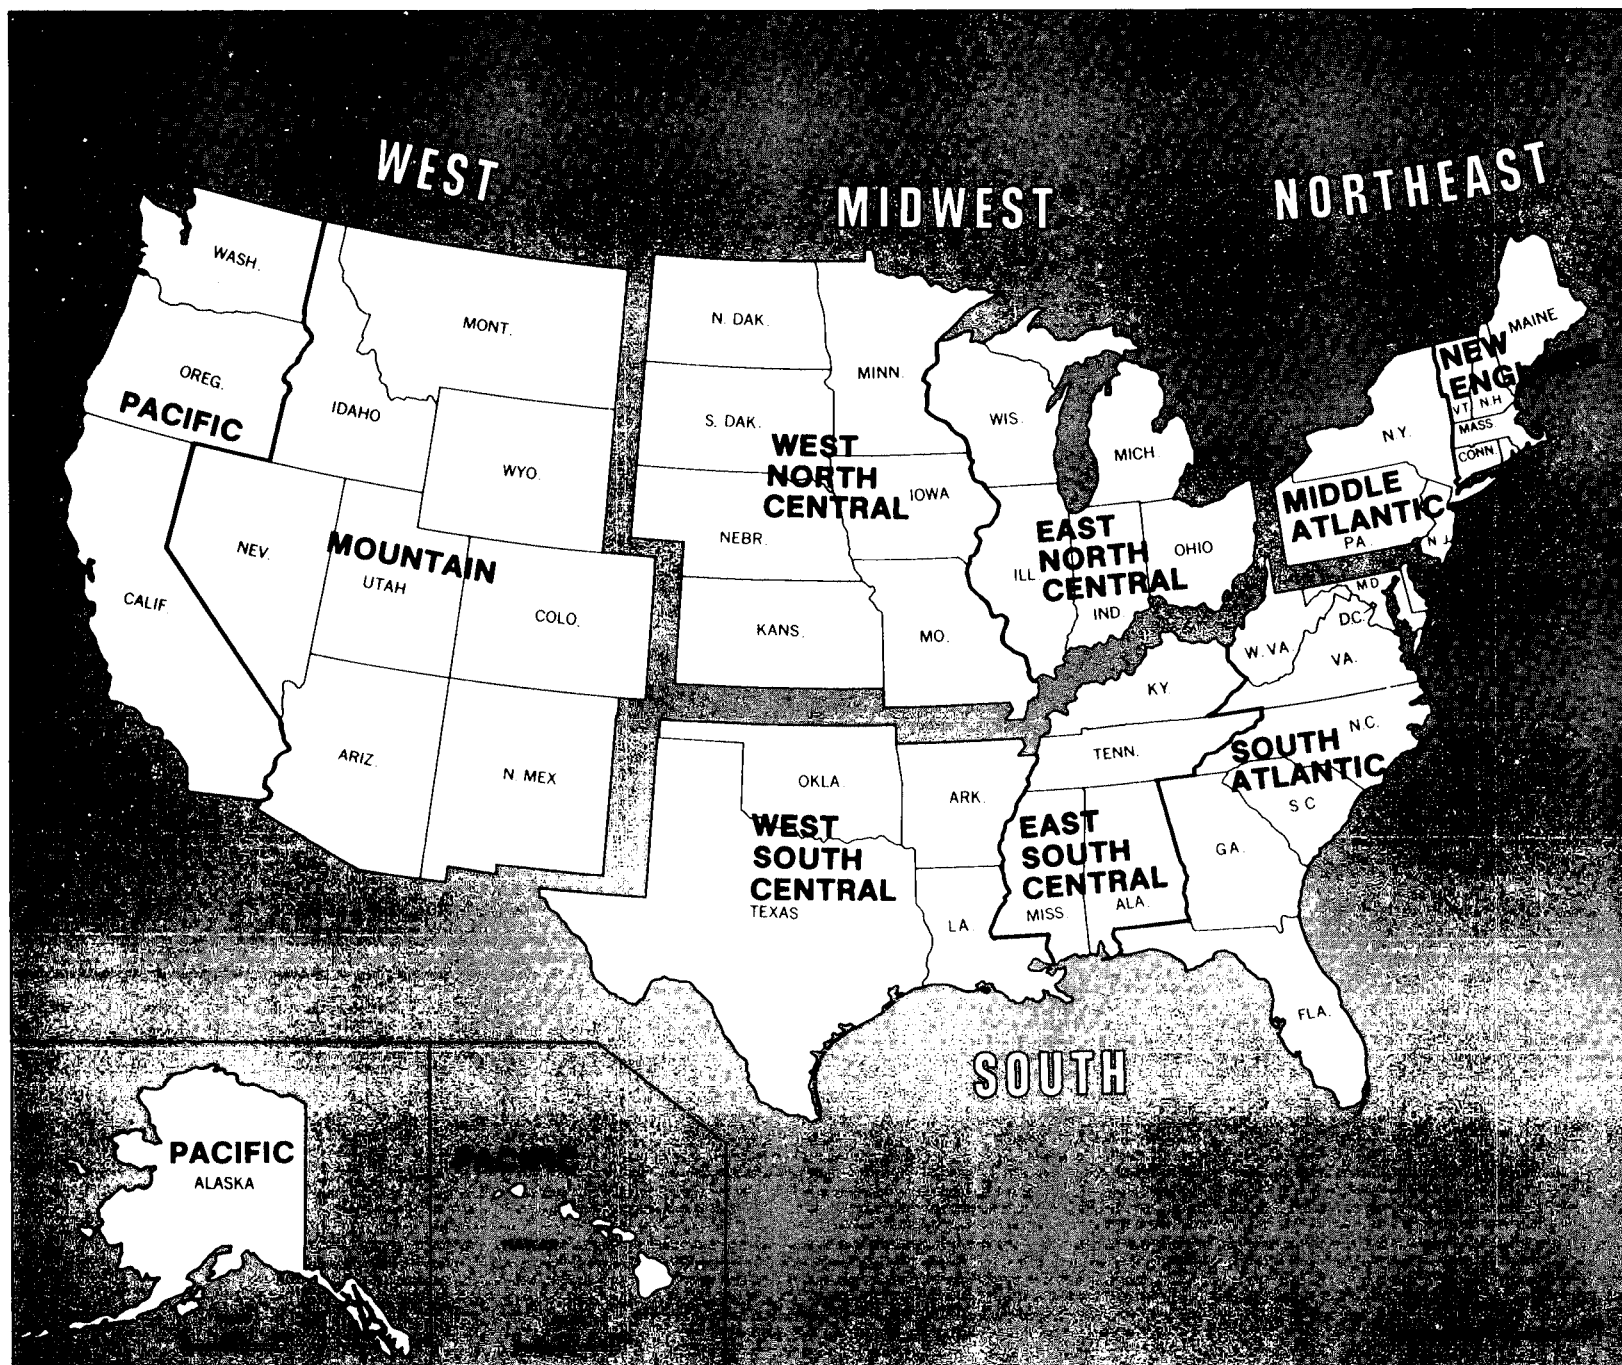 WEST
MIDWEST
NORTHEAST
WASH.
MONT.
N. DAK.
MINN.
MAINE
OREG.
PACIFIC
IDAHO
WYO.
S. DAK.
WEST
NORTH
CENTRAL
IOWA
NEBR.
WIS.
MICH.
NEW
VT.
N.H
MASS.
CONN.
N.Y.
MIDDLE
ATLANTIC
PA.
N.J.
EAST
NORTH
CENTRAL
ILL.
IND.
OHIO
NEV.
MOUNTAIN
UTAH
COLO.
CALIF.
KANS.
MO.
W.VA.
MD.
DC.
VA.
KY.
ARIZ.
N. MEX
OKLA.
ARK.
TENN.
N.C.
SOUTH
ATLANTIC
S C
WEST
SOUTH
CENTRAL
TEXAS
LA.
EAST
SOUTH
CENTRAL
MISS.
ALA.
GA.
FLA.
SOUTH
PACIFIC
ALASKA
PACIFIC